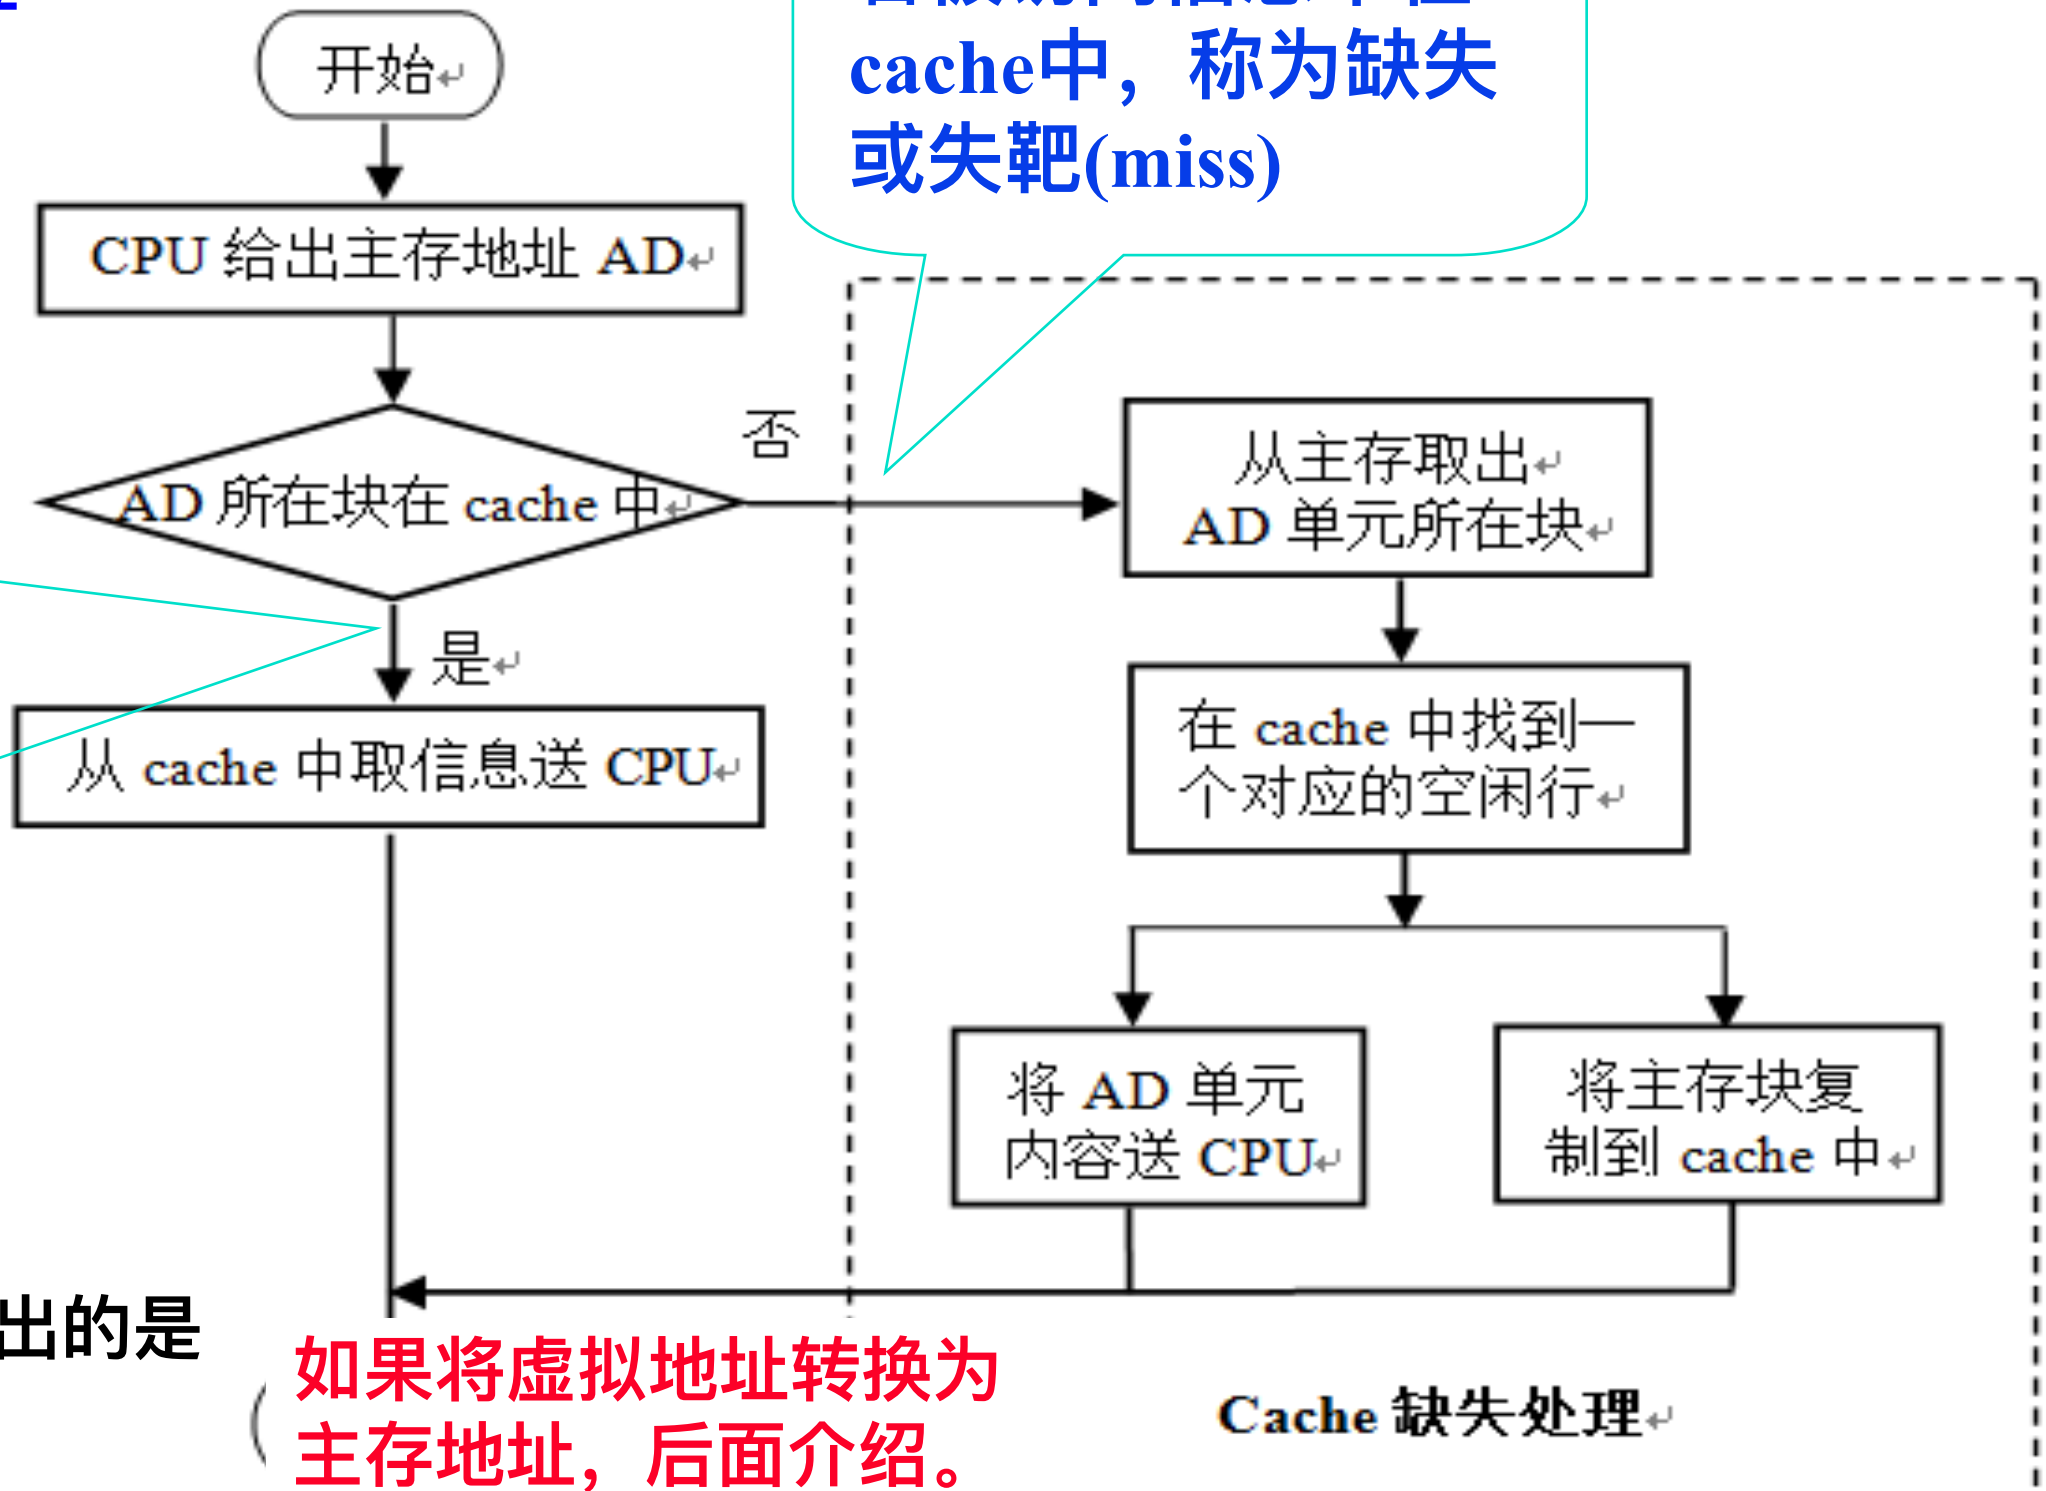 开始
cache中，称为缺失
或失靶(miss)
CPU 给出主存地址 AD
否
AD 所在块在 cache 中
从主存取出
AD 单元所在块
是
从 cache 中取信息送 CPU
在 cache 中找到一
个对应的空闲行
将 AD 单元
内容送 CPU
将主存块复
制到 cache 中
出的是
如果将虚拟地址转换为
主存地址，后面介绍。
Cache 缺失处理